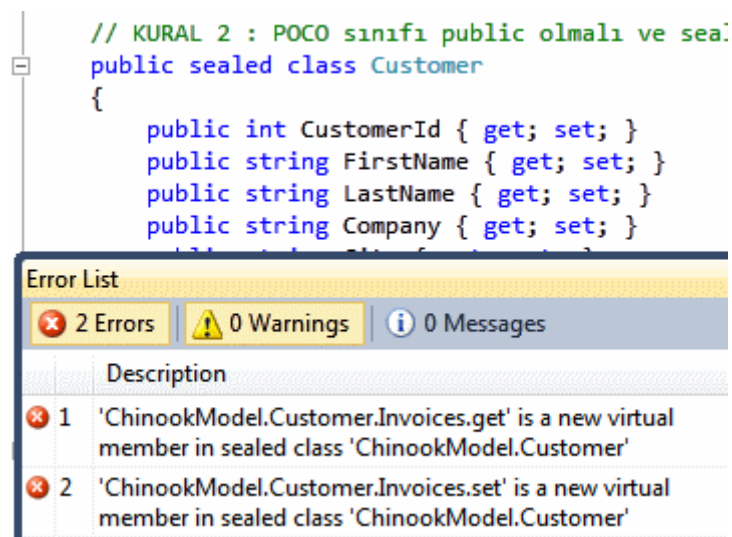 // KURAL 2 : POCO sınıfı public olmalı ve seal
public sealed class Customer
{
public int CustomerId { get; set; }
public string FirstName { get; set; }
public string LastName { get; set; }
public string Company { get; set; }
Error List
2 Errors 0 Warnings 0 Messages
Description
1 'ChinookModel.Customer.Invoices.get' is a new virtual
member in sealed class 'ChinookModel.Customer'
2 'ChinookModel.Customer.Invoices.set' is a new virtual
member in sealed class 'ChinookModel.Customer'